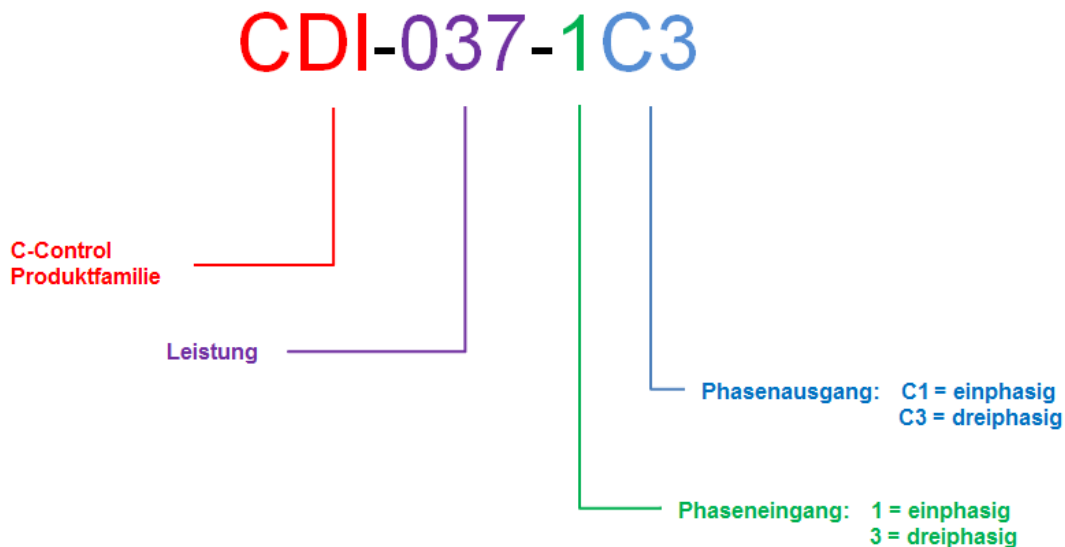 CDI-037-1C3
C-Control
Produktfamilie
Leistung
Phasenausgang: C1 = einphasig
C3 = dreiphasig
Phaseneingang: 1 = einphasig
3 = dreiphasig